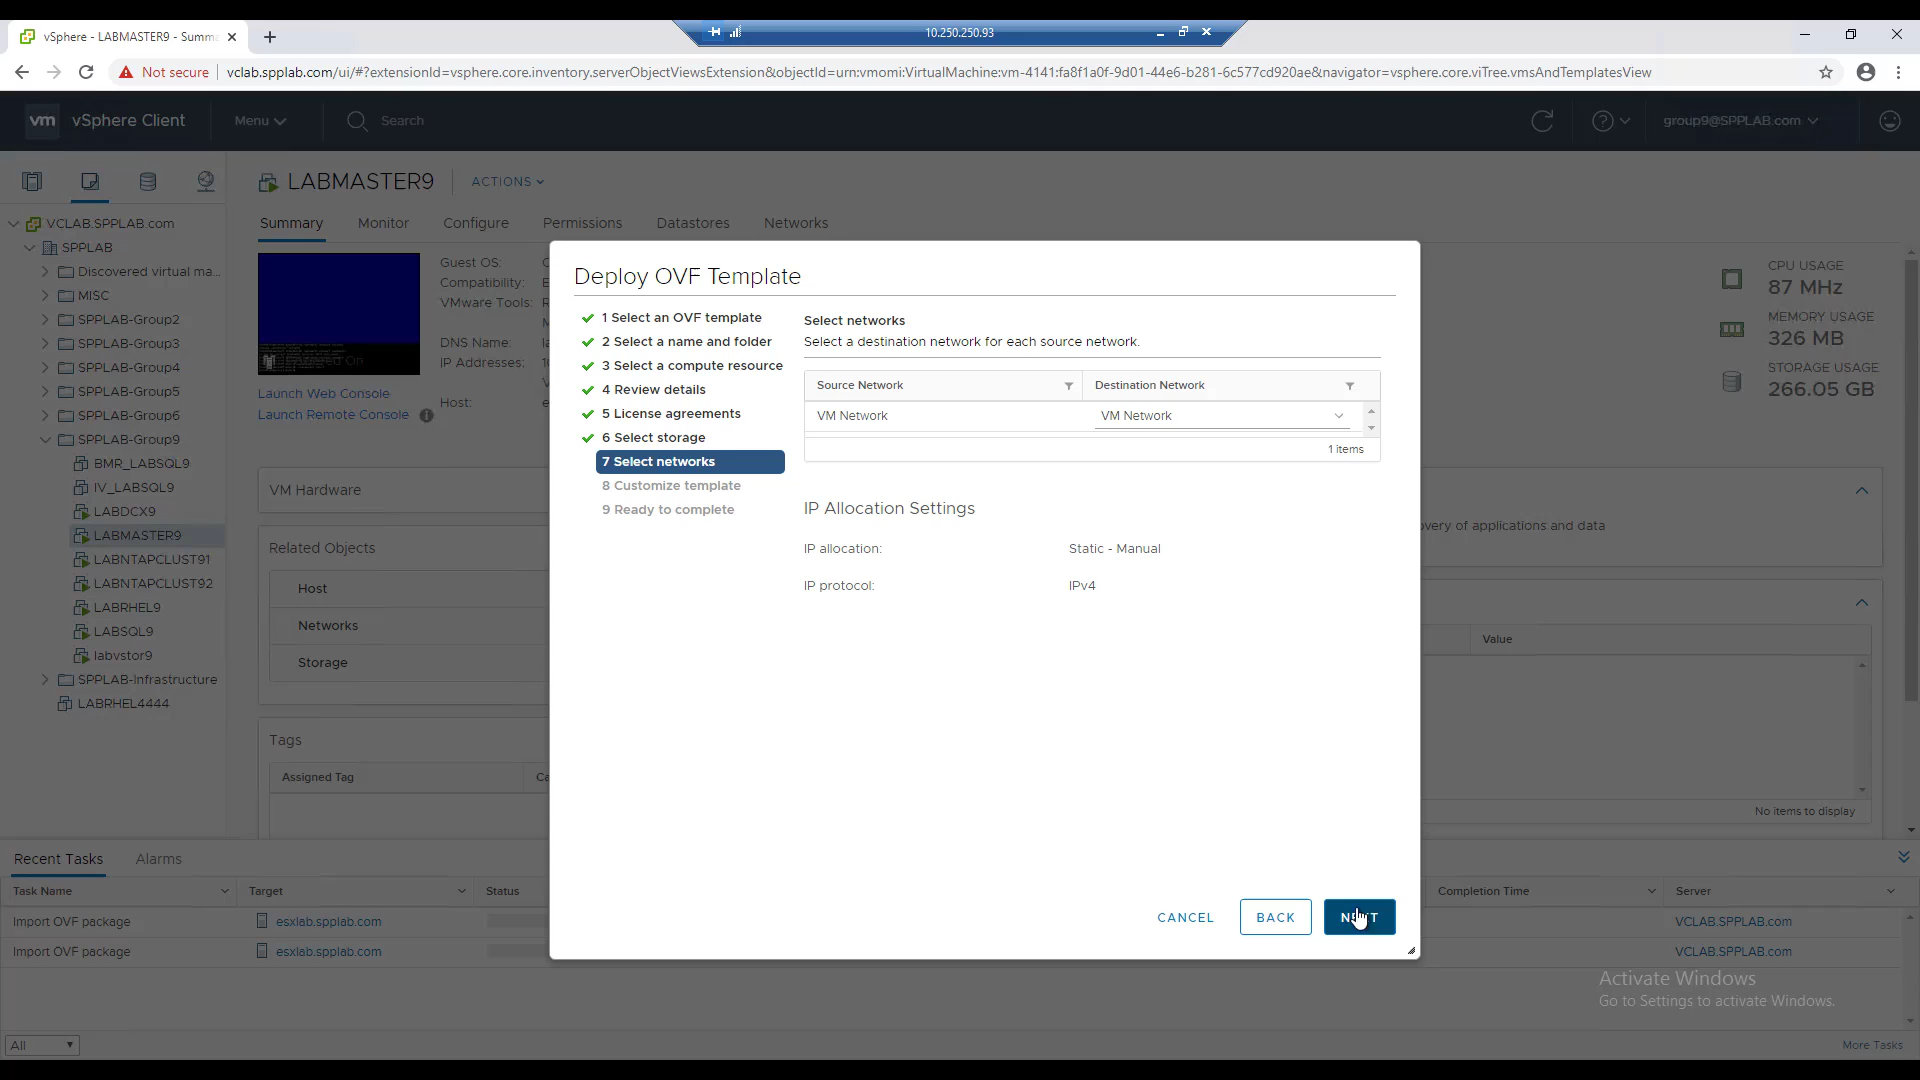 vSphere - LABMASTER9 - Summ
10.250.250.93
Not secure
vclab.spplab.com/ui/#?extensionId=vsphere.core.inventory.serverObjectViewsExtension&objectId=urn:vmomi:VirtualMachine:vm-4141:fa8f1a0f-9d01-44e6-b281-6c577cd920ae&navigator=vsphere.core.viTree.vmsAndTemplatesView
vm vSphere Client
Menu
Search
group9@SPPLAB.com
LABMASTER9
ACTIONS
Summary
Monitor
Configure
Permissions
Datastores
Networks
VCLAB.SPPLAB.com
SPPLAB
Discovered virtual ma...
MISC
SPPLAB-Group2
SPPLAB-Group3
SPPLAB-Group4
SPPLAB-Group5
SPPLAB-Group6
SPPLAB-Group9
BMR_LABSQL9
IV_LABSQL9
LABDCX9
LABMASTER9
LABNTAPCLUST91
LABNTAPCLUST92
LABRHEL9
LABSQL9
labvstor9
SPPLAB-Infrastructure
LABRHEL4444
Guest OS:
Compatibility:
VMware Tools:
DNS Name:
IP Addresses:
Host:
Launch Web Console
Launch Remote Console
CPU USAGE
87 MHz
MEMORY USAGE
326 MB
STORAGE USAGE
266.05 GB
VM Hardware
Related Objects
Host
Networks
Storage
Tags
Assigned Tag
overy of applications and data
Value
No items to display
Deploy OVF Template
1 Select an OVF template
2 Select a name and folder
3 Select a compute resource
4 Review details
5 License agreements
6 Select storage
7 Select networks
8 Customize template
9 Ready to complete
Select networks
Select a destination network for each source network.
Source Network
Destination Network
VM Network
VM Network
1 items
IP Allocation Settings
IP allocation:
Static - Manual
IP protocol:
IPv4
CANCEL
BACK
NEXT
Recent Tasks
Alarms
Task Name
Target
Status
Completion Time
Server
Import OVF package
esxlab.spplab.com
VCLAB.SPPLAB.com
Import OVF package
esxlab.spplab.com
VCLAB.SPPLAB.com
Activate Windows
Go to Settings to activate Windows.
All
More Tasks